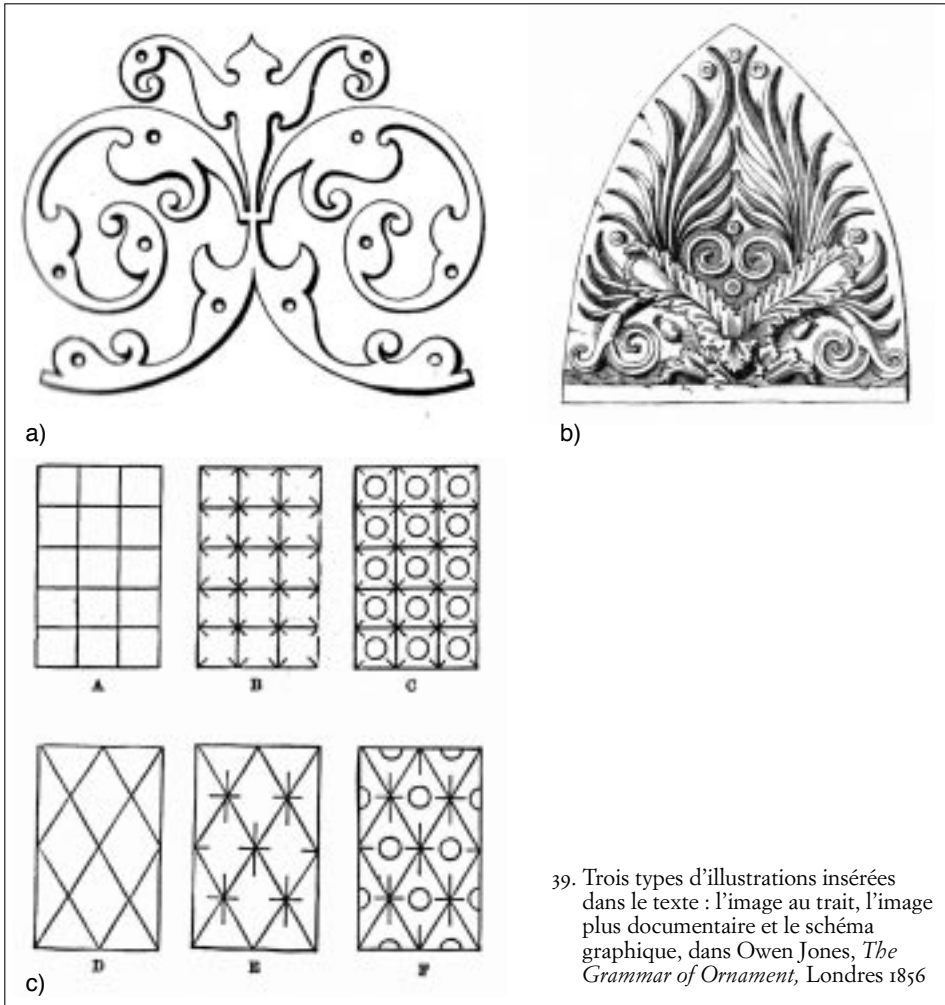 a)
b)
A B C
D E F
c)
39. Trois types d’illustrations insérées
dans le texte : l’image au trait, l’image
plus documentaire et le schéma
graphique, dans Owen Jones, The
Grammar of Ornament, Londres 1856